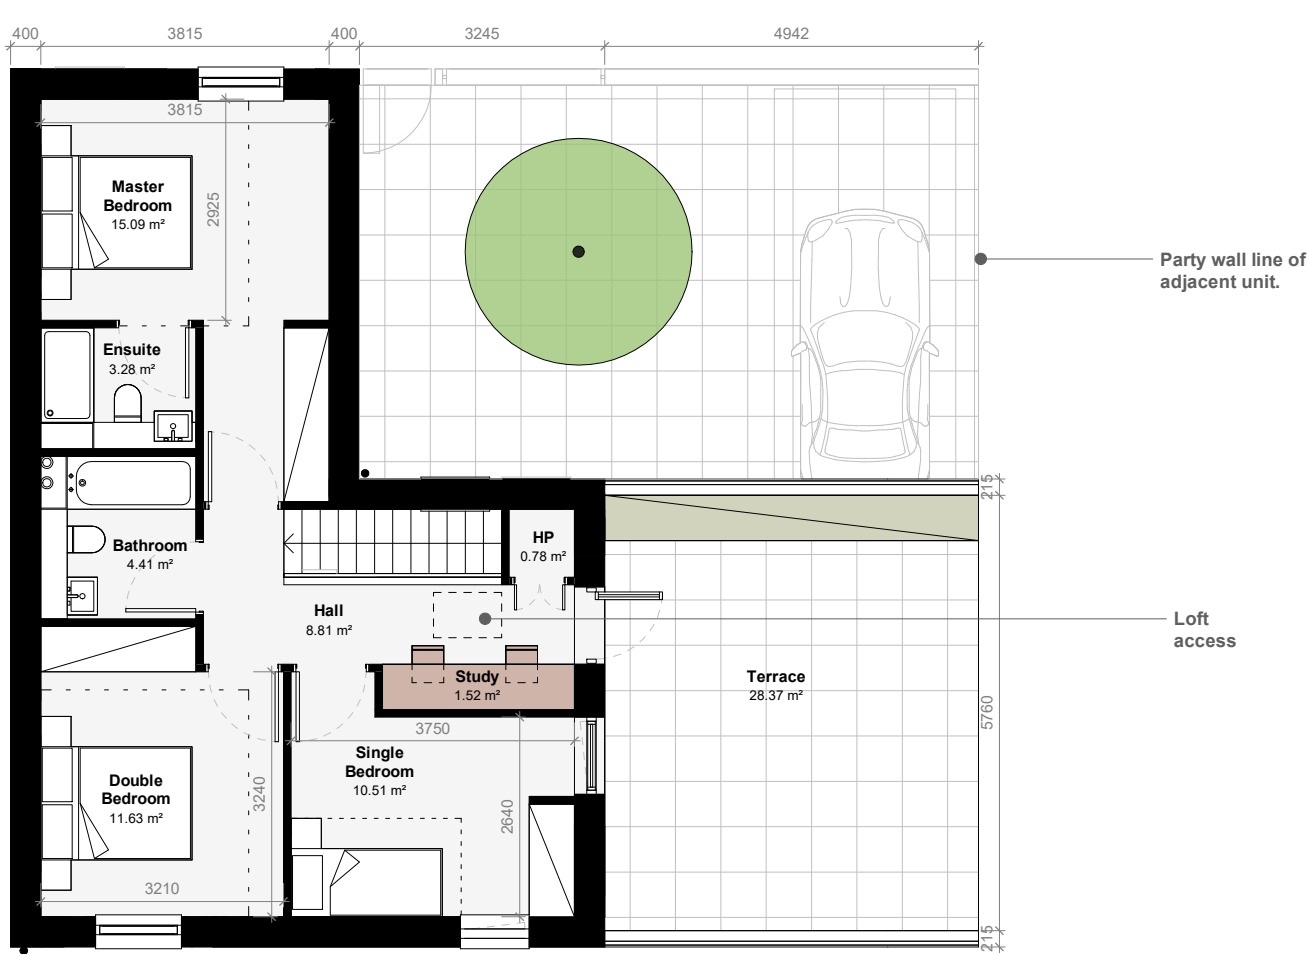 400
3815
400
3245
4942
3815
Master
Bedroom
15.09 m²
2925
Party wall line of
adjacent unit.
Ensuite
3.28 m²
215
Bathroom
4.41 m²
HP
0.78 m²
Hall
8.81 m²
Loft
access
Study
1.52 m²
Terrace
28.37 m²
5760
3750
Single
Bedroom
10.51 m²
Double
Bedroom
11.63 m²
3240
2640
3210
215